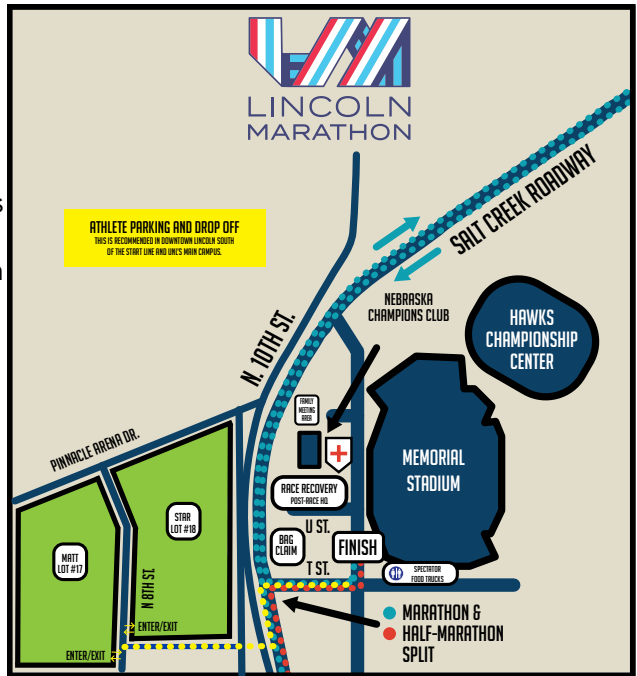 LINCOLN
MARATHON
s
n
ATHLETE PARKING AND DROP OFF
THIS IS RECOMMENDED IN DOWNTOWN LINCOLN SOUTH
OF THE START LINE AND UNL'S MAIN CAMPUS.
SALT CREEK ROADWAY
NEBRASKA
CHAMPIONS CLUB
HAWKS
CHAMPIONSHIP
CENTER
N. 10TH ST.
FAMILY
MEETING
AREA
PINNACLE ARENA DR.
MEMORIAL
STADIUM
RACE RECOVERY
POST-RACE HQ
STAR
LOT #18
U ST.
BAG
CLAIM
FINISH
MATT
LOT #17
T ST.
SPECTATOR
FOOD TRUCKS
N 8TH ST.
MARATHON &
HALF-MARATHON
SPLIT
ENTER/EXIT
ENTER/EXIT